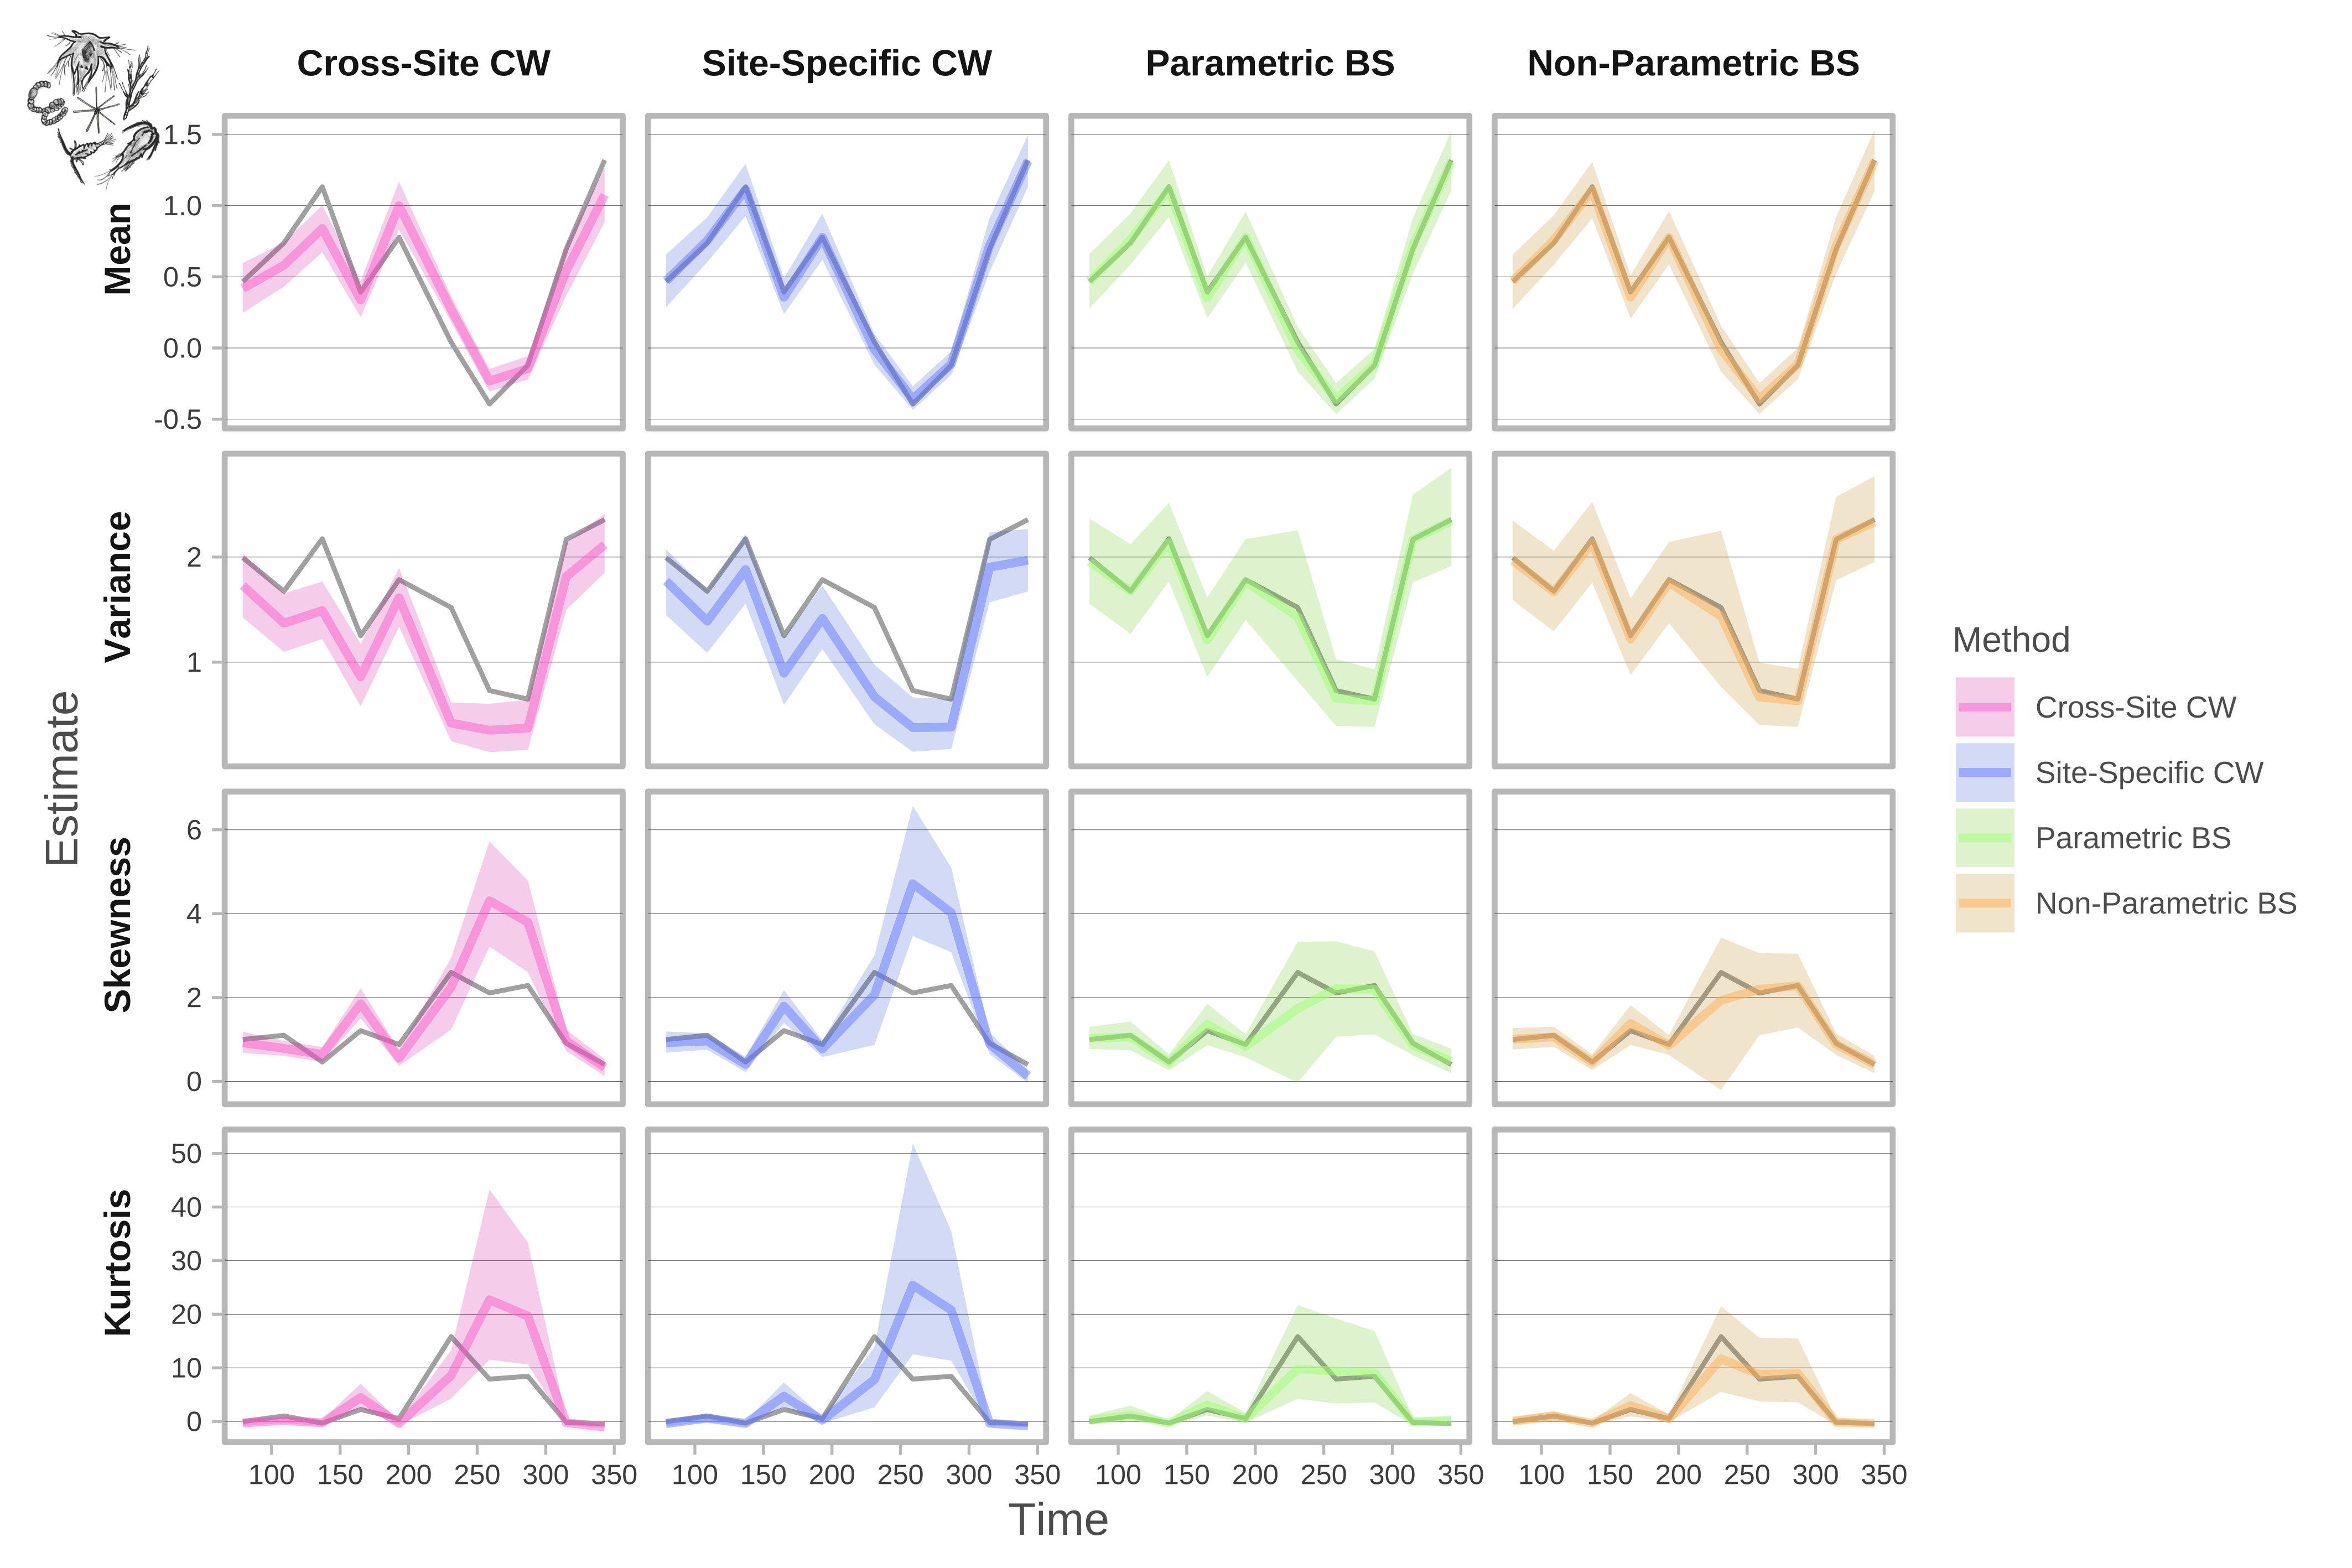 Cross-Site CW Site-Specific CW Parametric BS Non-Parametric BS
Mean
1.5
1.0
0.5
0.0
-0.5
Variance
2
1
Estimate
Skewness
6
4
2
0
Kurtosis
50
40
30
20
10
0
100 150 200 250 300 350 100 150 200 250 300 350 100 150 200 250 300 350 100 150 200 250 300 350
Time
Method
Cross-Site CW
Site-Specific CW
Parametric BS
Non-Parametric BS